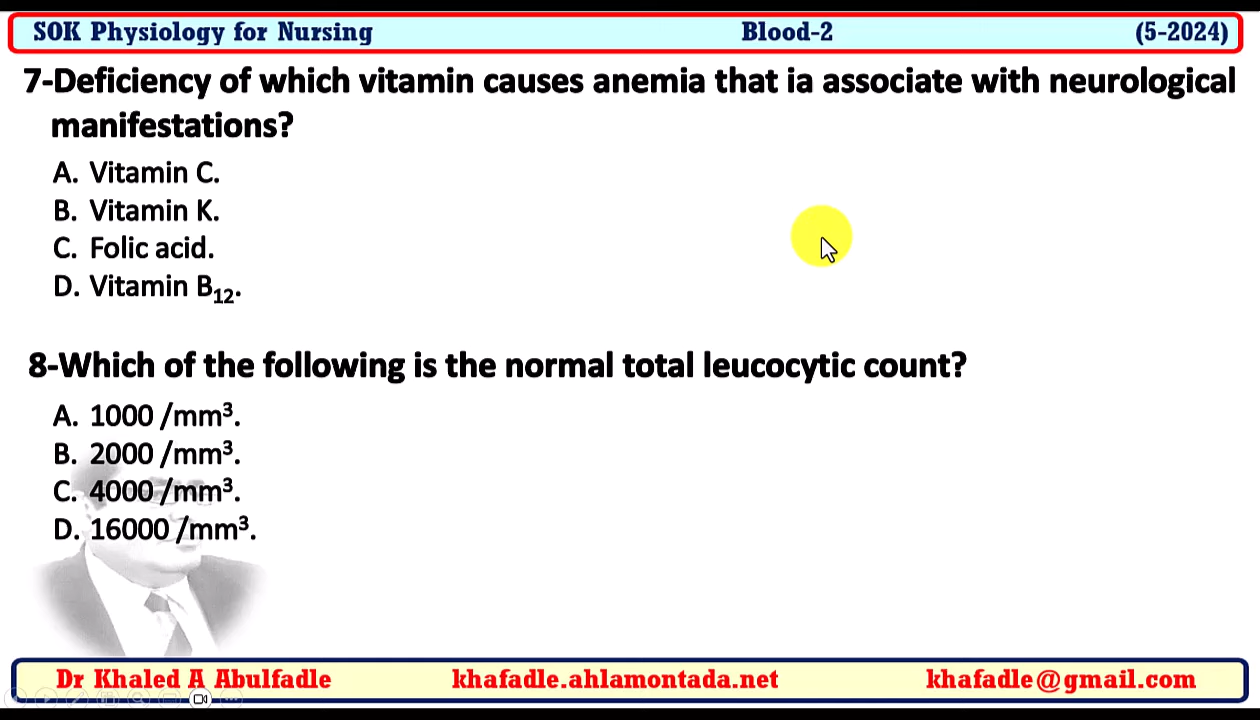 SOK Physiology for Nursing Blood-2 (5-2024)
7-Deficiency of which vitamin causes anemia that ia associate with neurological
manifestations?
A. Vitamin C.
B. Vitamin K.
C. Folic acid.
D. Vitamin B₁₂.
8-Which of the following is the normal total leucocytic count?
A. 1000 /mm³.
B. 2000 /mm³.
C. 4000 /mm³.
D. 16000 /mm³.
Dr Khaled A Abulfadle khafadle.ahlamontada.net khafadle@gmail.com